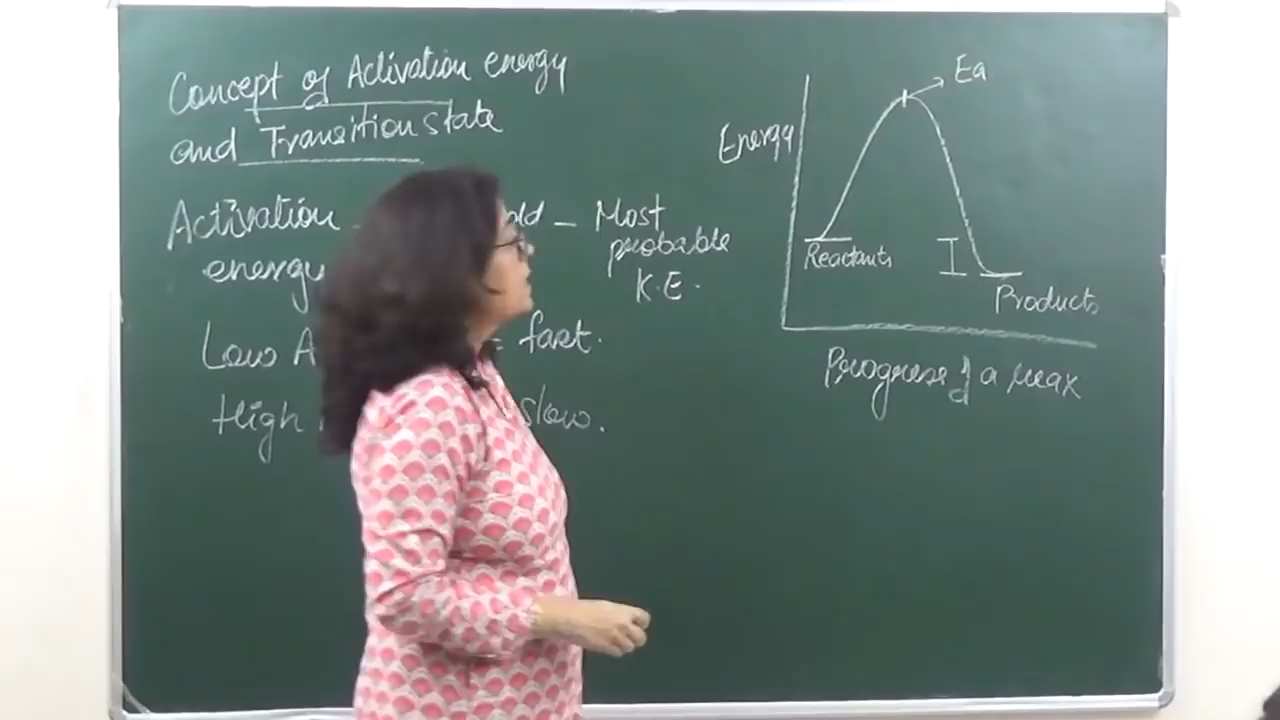 Concept of Activation energy
and Transition state
Activation - old - Most
energy probable
K.E.
Low A = fast.
High slow.
Ea
Energy
Reactants
Products
Progress of a reax